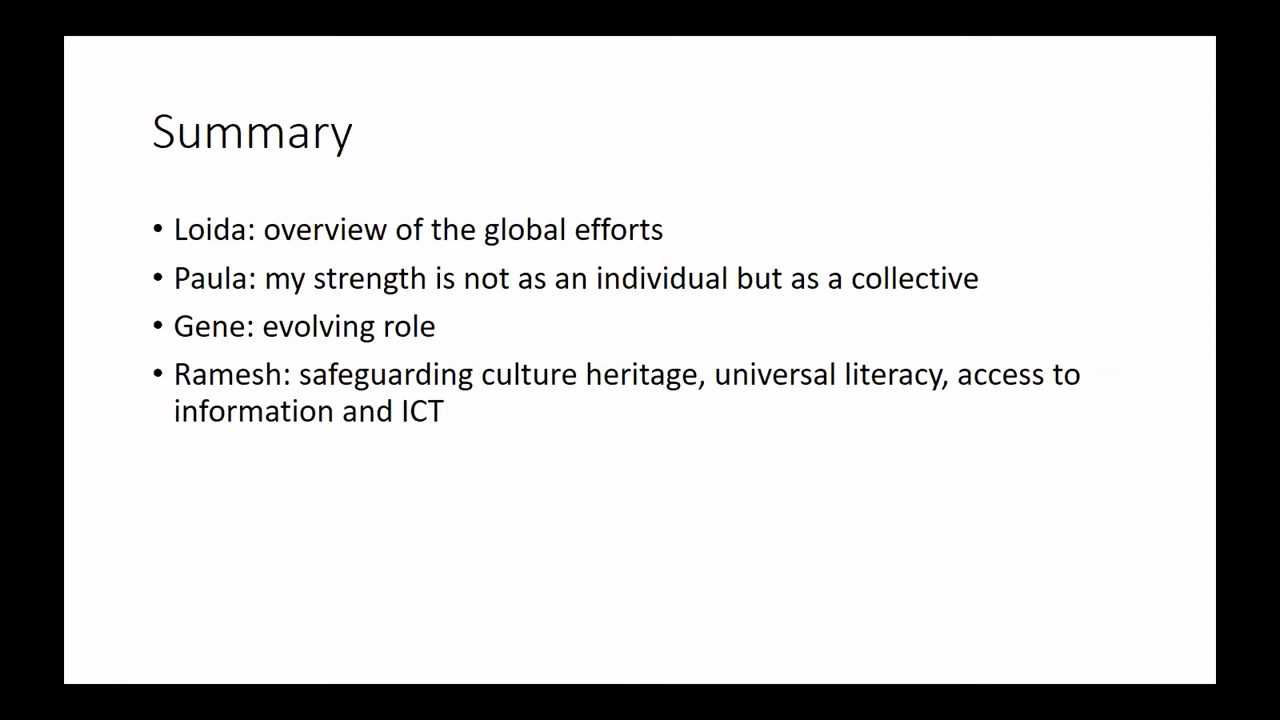 Summary
• Loida: overview of the global efforts
• Paula: my strength is not as an individual but as a collective
• Gene: evolving role
• Ramesh: safeguarding culture heritage, universal literacy, access to
information and ICT